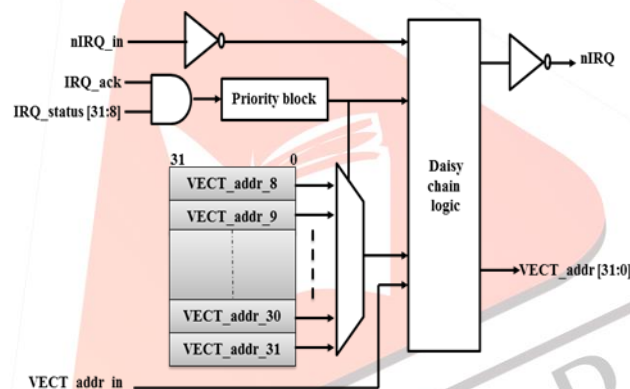 nIRQ_in
nIRQ
IRQ_ack
IRQ_status [31:8]
Priority block
31 0
VECT_addr_8
VECT_addr_9
VECT_addr_30
VECT_addr_31
Daisy
chain
logic
VECT_addr [31:0]
VECT_addr_in